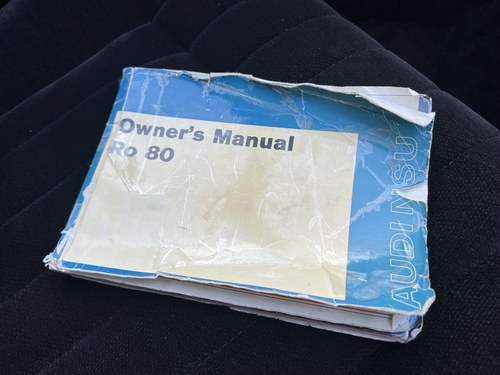 Owner's Manual
Ro 80
AUDI NSU